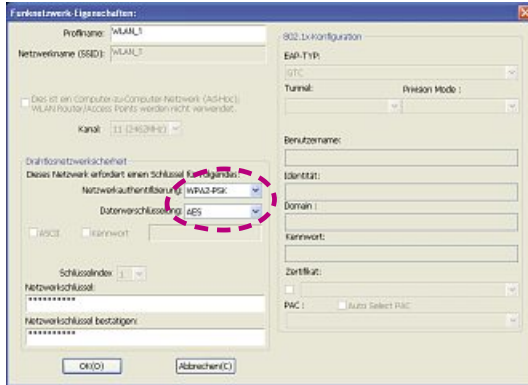 Funknetzwerk-Eigenschaften:
Profilname: WLAN_1
Netzwerkname (SSID): WLAN_1
Dies ist ein Computer-zu-Computer-Netzwerk (AdHoc);
WLAN Router/Access Points werden nicht verwendet.
Kanal: 11 (2462MHz)
Drahtlosnetzwerksicherheit
Dieses Netzwerk erfordert einen Schlüssel für Folgendes:
Netzwerkauthentifizierung: WPA2-PSK
Datenverschlüsselung: AES
ASCII Kennwort
Schlüsselindex 1
Netzwerkschlüssel:
**********
Netzwerkschlüssel bestätigen:
**********
OK(O) Abbrechen(C)
802.1x-Konfiguration
EAP-TYP:
GTC
Tunnel: Privision Mode :
Benutzername:
Identität:
Domain :
Kennwort:
Zertifikat:
PAC : Auto Select PAC